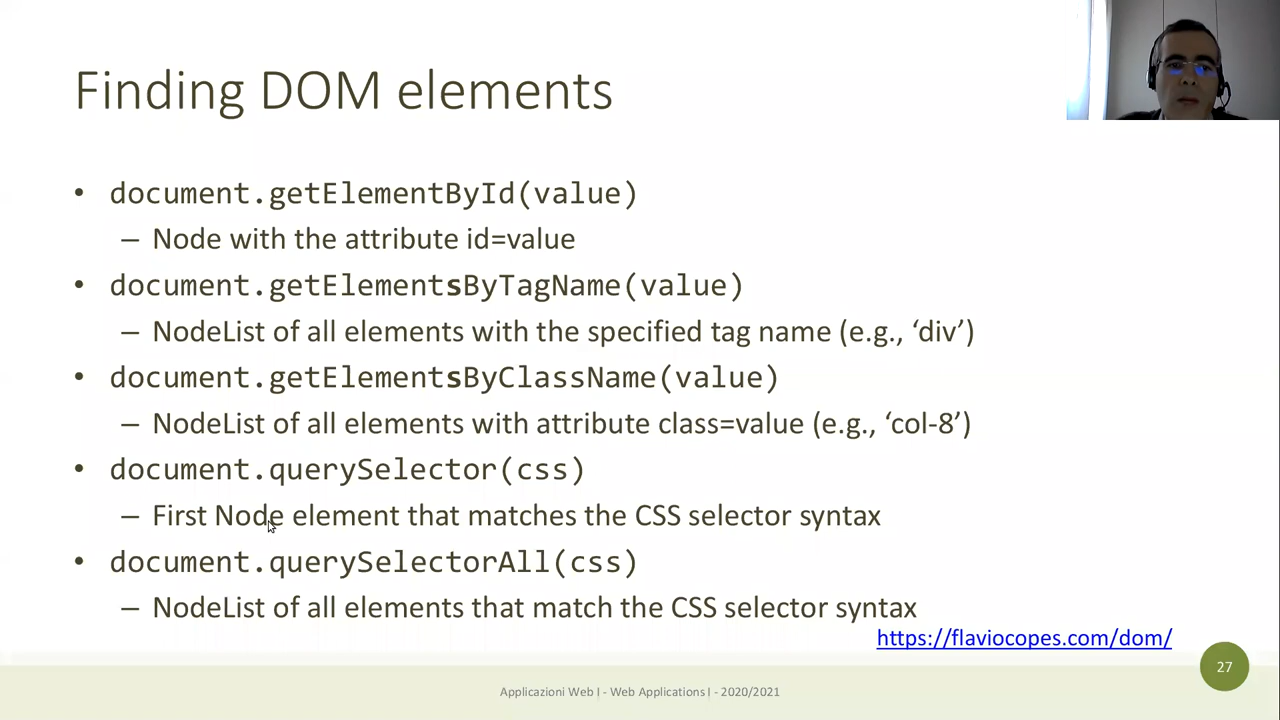 Finding DOM elements
• document.getElementById(value)
– Node with the attribute id=value
• document.getElementsByTagName(value)
– NodeList of all elements with the specified tag name (e.g., ‘div’)
• document.getElementsByClassName(value)
– NodeList of all elements with attribute class=value (e.g., ‘col-8’)
• document.querySelector(css)
– First Node element that matches the CSS selector syntax
• document.querySelectorAll(css)
– NodeList of all elements that match the CSS selector syntax
https://flaviocopes.com/dom/
27
Applicazioni Web I - Web Applications I - 2020/2021